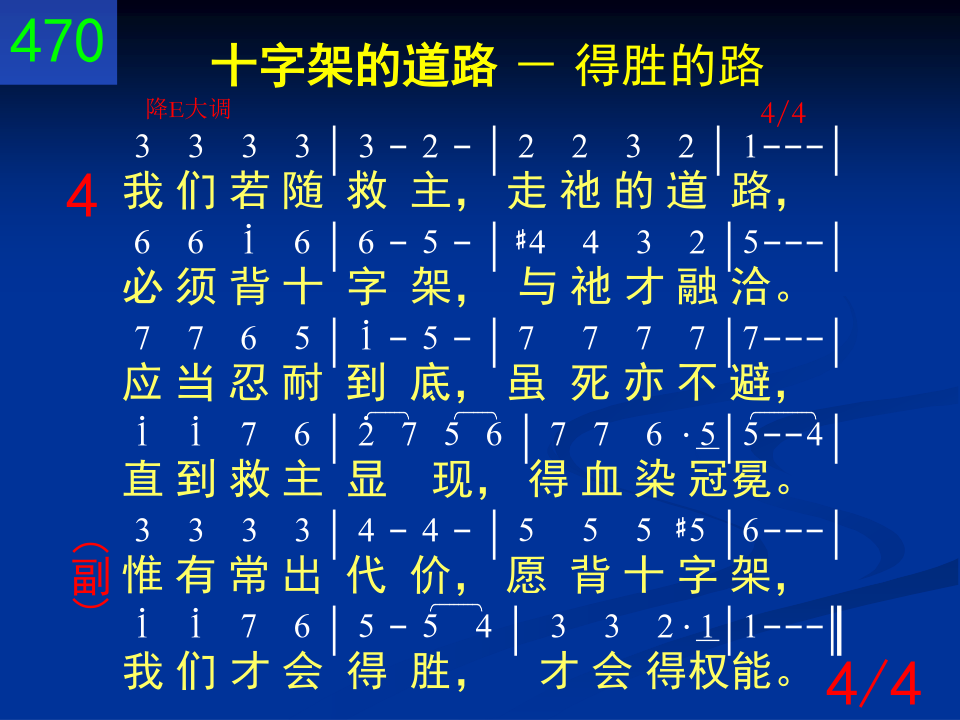 470
十字架的道路 － 得胜的路
降E大调 4/4
3 3 3 3 | 3 - 2 - | 2 2 3 2 | 1 - - - |
4 我们若随救主，走祂的道路，
6 6 i 6 | 6 - 5 - | #4 4 3 2 | 5 - - - |
必须背十字架，与祂才融洽。
7 7 6 5 | i - 5 - | 7 7 7 7 | 7 - - - |
应当忍耐到底，虽死亦不避，
i i 7 6 | 2̇ 7 5 6 | 7 7 6 · 5 | 5 - - 4 |
直到救主显现，得血染冠冕。
3 3 3 3 | 4 - 4 - | 5 5 5 #5 | 6 - - - |
（副）惟有常出代价，愿背十字架，
i i 7 6 | 5 - 5 4 | 3 3 2 · 1 | 1 - - - ‖
我们才会得胜，才会得权能。
4/4